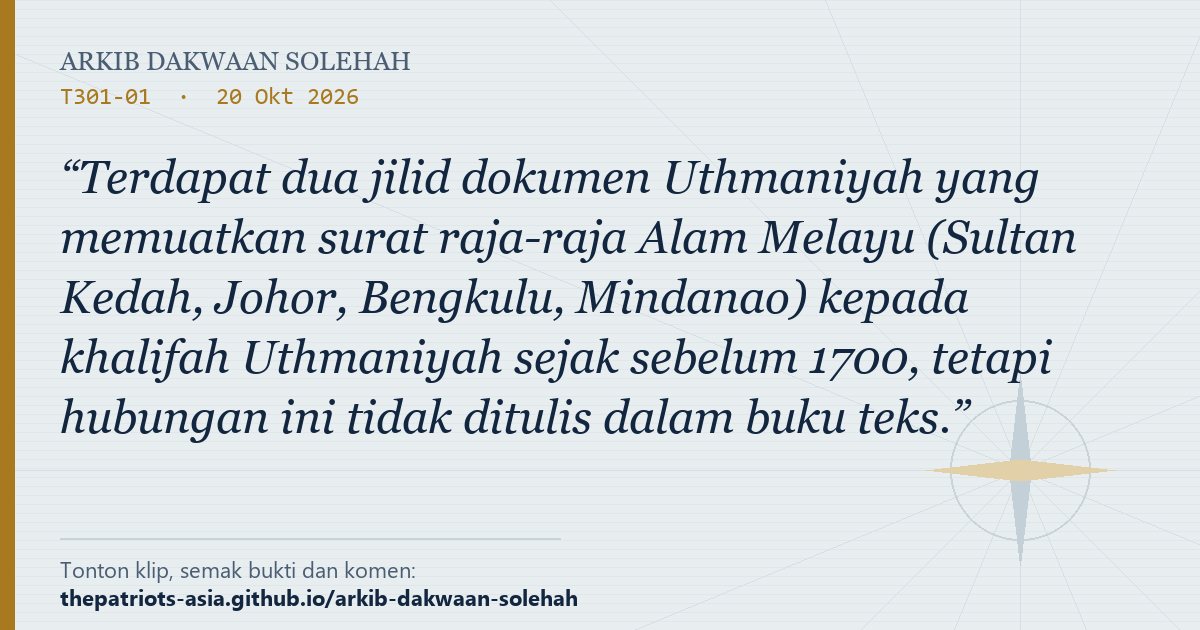 ARKIB DAKWAAN SOLEHAH
T301-01 · 20 Okt 2026
“Terdapat dua jilid dokumen Uthmaniyah yang
memuatkan surat raja-raja Alam Melayu (Sultan
Kedah, Johor, Bengkulu, Mindanao) kepada
khalifah Uthmaniyah sejak sebelum 1700, tetapi
hubungan ini tidak ditulis dalam buku teks.”
Tonton klip, semak bukti dan komen:
thepatriots-asia.github.io/arkib-dakwaan-solehah